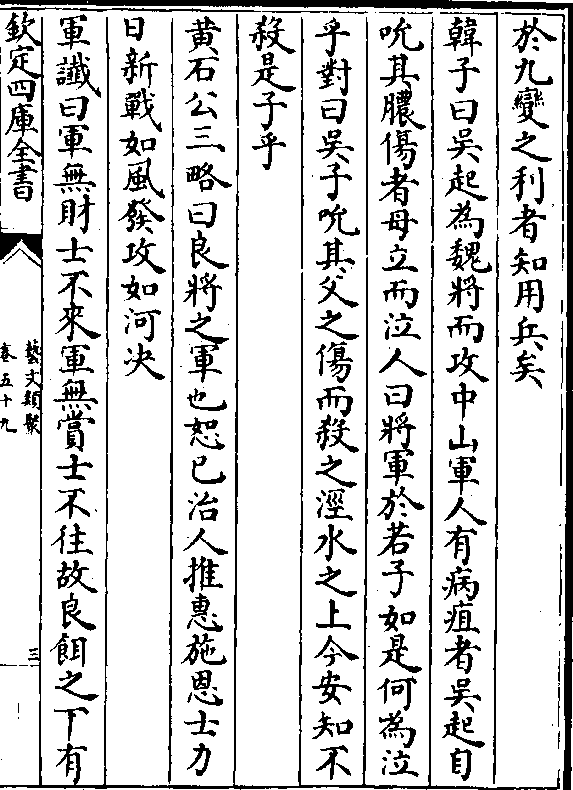 於九變之利者知用兵矣
韓子曰吳起為魏將而攻中山軍人有病疽者吳起自
吮其膿傷者母立而泣人曰將軍於若子如是何為泣
乎對曰吳子吮其父之傷而殺之涇水之上今安知不
殺是子乎
黃石公三略曰良將之軍也恕已治人推惠施恩士力
日新戰如風發攻如河决
軍讖曰軍無財士不來軍無賞士不往故良餌之下有
欽定四庫全書
藝文類聚
卷五十九
三